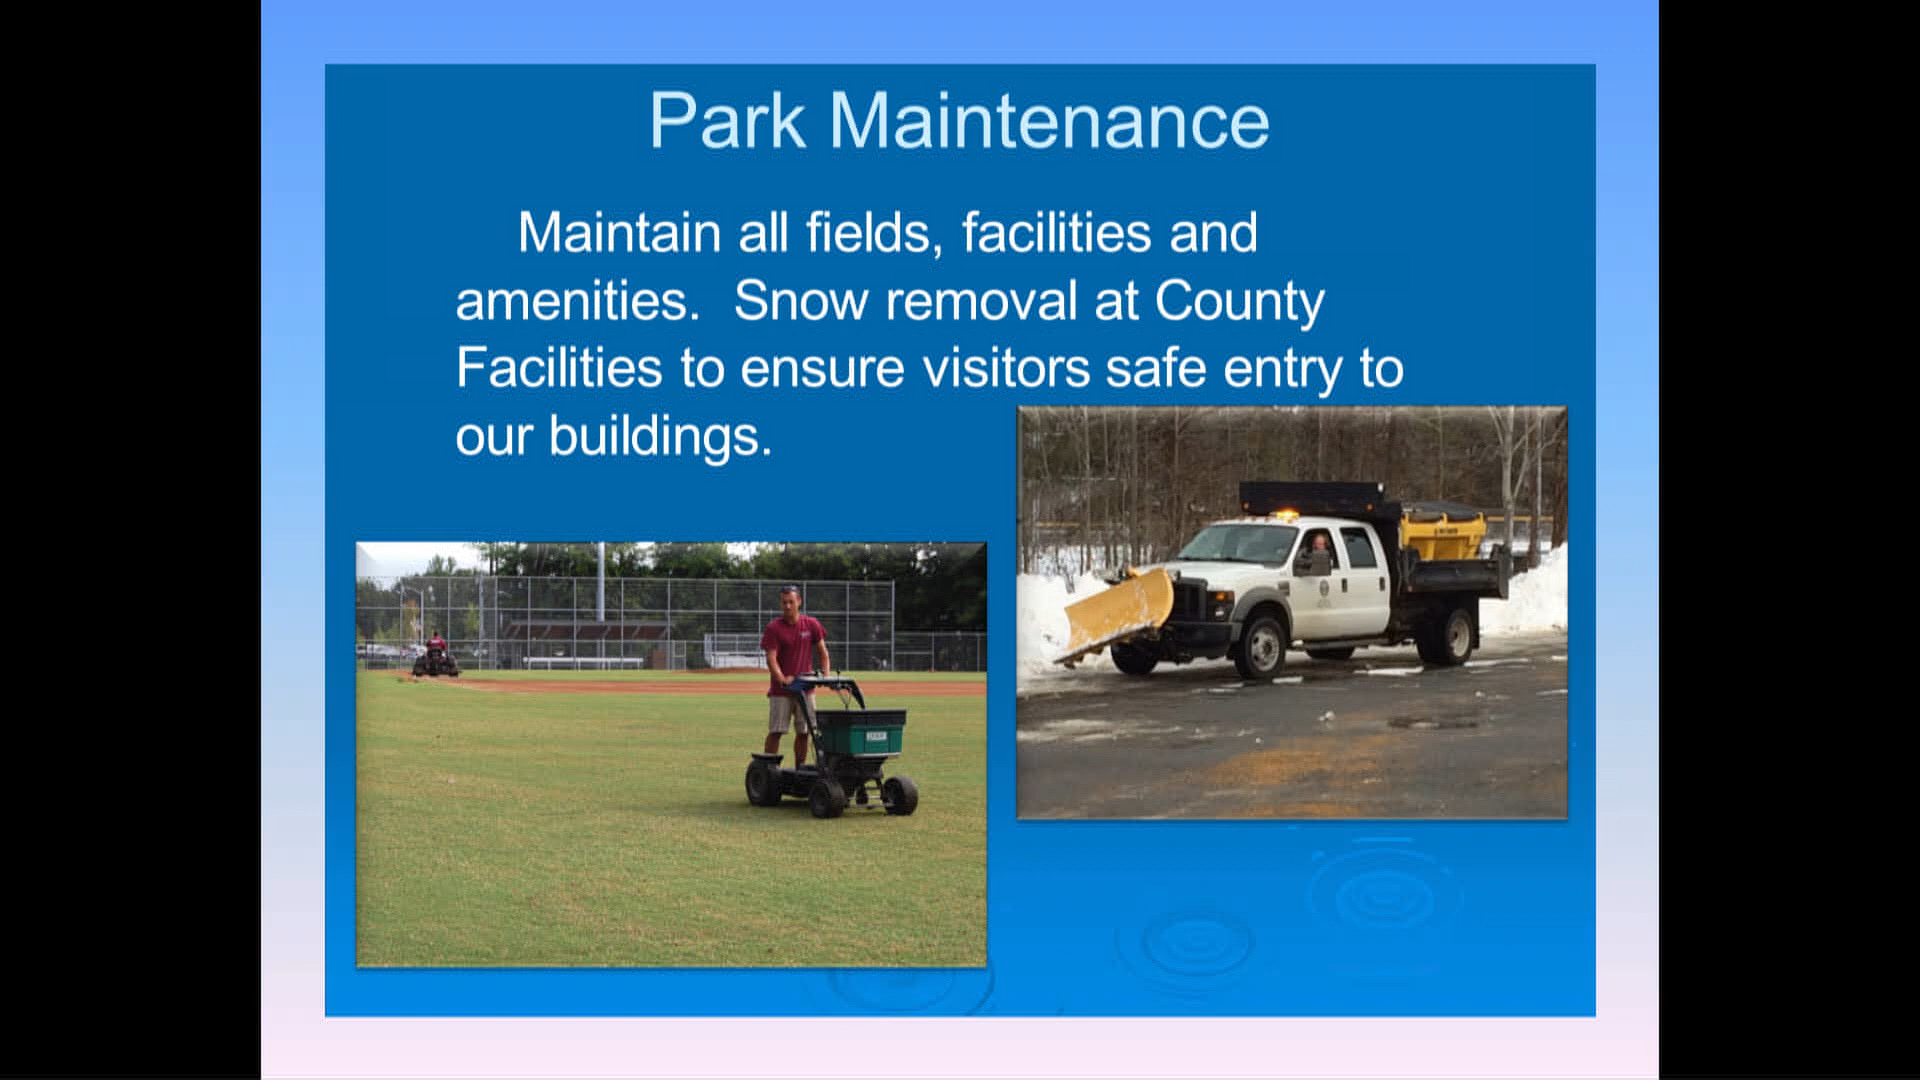 Park Maintenance
Maintain all fields, facilities and
amenities.  Snow removal at County
Facilities to ensure visitors safe entry to
our buildings.